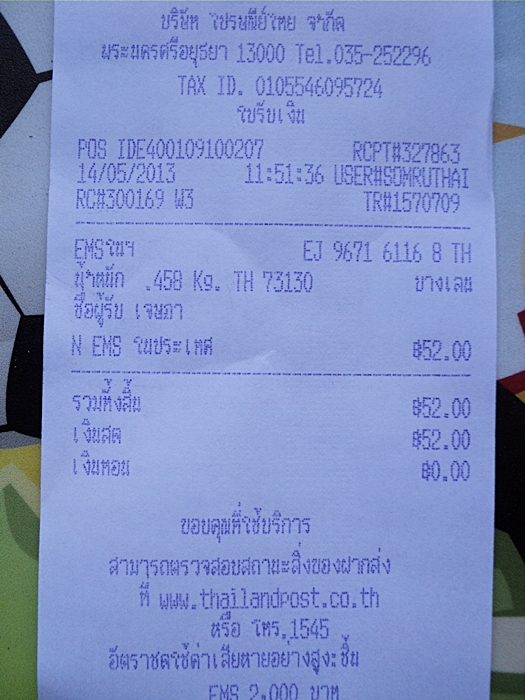 บริษัท ไปรษณีย์ไทย จำกัด
พระนครศรีอยุธยา 13000 Tel.035-252296
TAX ID. 0105546095724
ใบรับเงิน
POS IDE400109100207 RCPT#327863
14/05/2013 11:51:36 USER#SOMRUTHAI
RC#300169 W3 TR#1570709
EMSในฯ EJ 9671 6116 8 TH
น้ำหนัก .458 Kg. TH 73130 บางเลน
ชื่อผู้รับ เจนภา
N EMS ในประเทศ ฿52.00
รวมทั้งสิ้น ฿52.00
เงินสด ฿52.00
เงินทอน ฿0.00
ขอบคุณที่ใช้บริการ
สามารถตรวจสอบสถานะสิ่งของฝากส่ง
ที่ www.thailandpost.co.th
หรือ โทร.1545
อัตราชดใช้ค่าเสียหายอย่างสูงะชิ้น
EMS 2,000 บาท